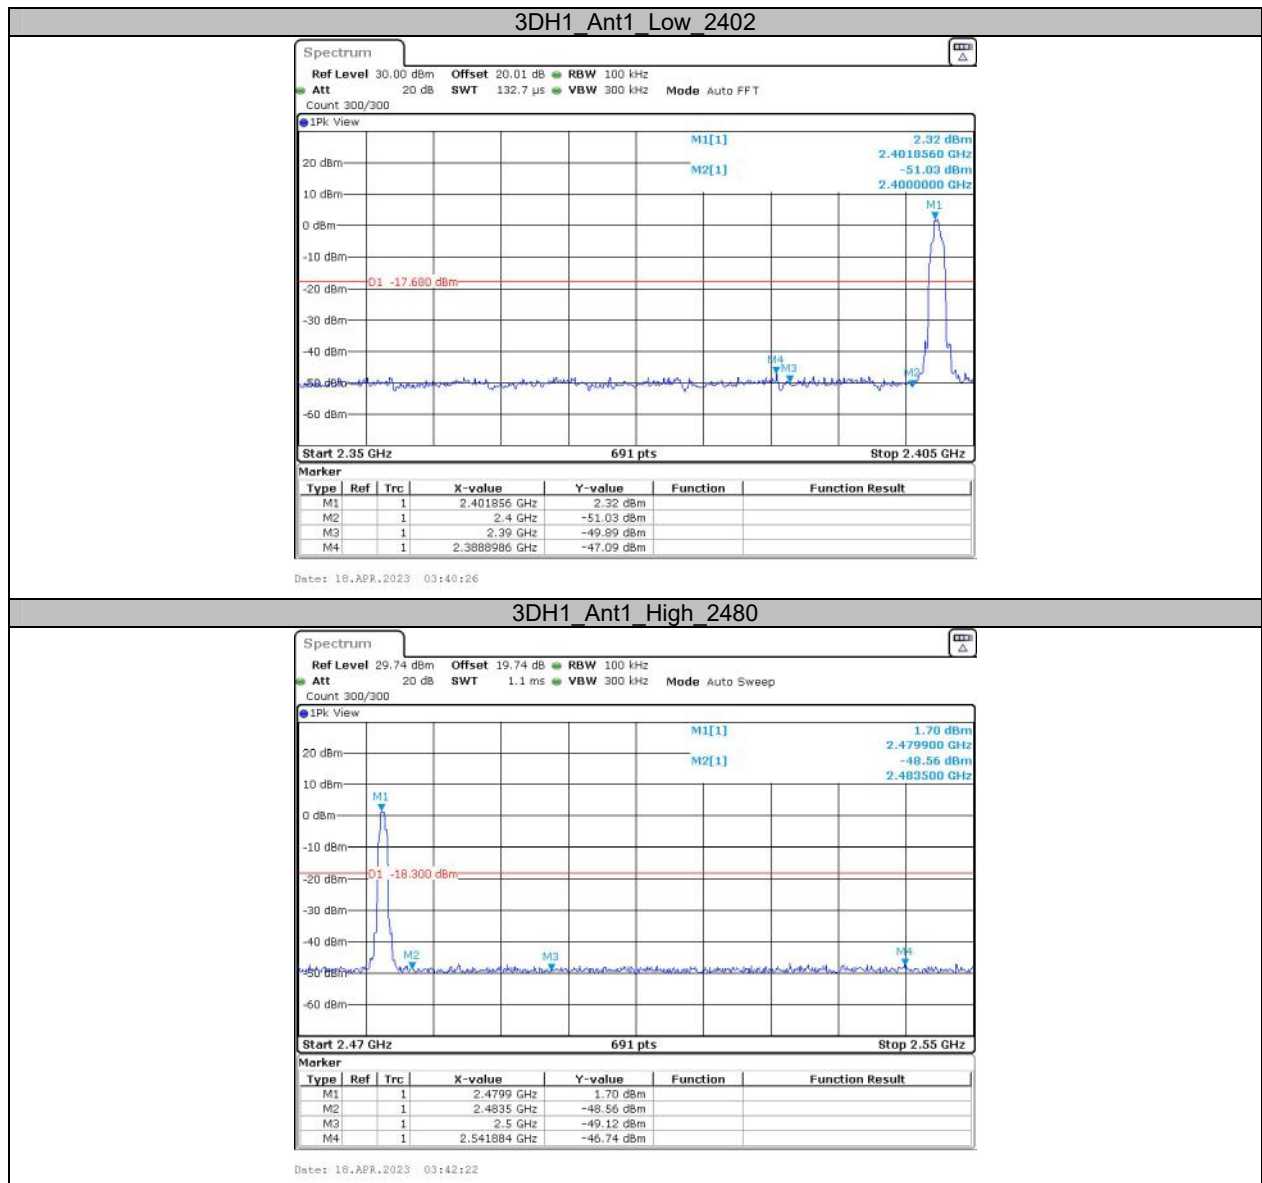 3DH1_Ant1_Low_2402
Spectrum
Ref Level 30.00 dBm Offset 20.01 dB RBW 100 kHz
Att 20 dB SWT 132.7 µs VBW 300 kHz Mode Auto FFT
Count 300/300
1Pk View
M1[1] 2.32 dBm
2.4018560 GHz
M2[1] -51.03 dBm
2.4000000 GHz
20 dBm
10 dBm
M1
0 dBm
-10 dBm
D1 -17.680 dBm
-20 dBm
-30 dBm
-40 dBm
M4
M3
M2
-50 dBm
-60 dBm
Start 2.35 GHz 691 pts Stop 2.405 GHz
Marker
Type Ref Trc X-value Y-value Function Function Result
M1 1 2.401856 GHz 2.32 dBm
M2 1 2.4 GHz -51.03 dBm
M3 1 2.39 GHz -49.89 dBm
M4 1 2.3888986 GHz -47.09 dBm
Date: 18.APR.2023 03:40:26
3DH1_Ant1_High_2480
Spectrum
Ref Level 29.74 dBm Offset 19.74 dB RBW 100 kHz
Att 20 dB SWT 1.1 ms VBW 300 kHz Mode Auto Sweep
Count 300/300
1Pk View
M1[1] 1.70 dBm
2.479900 GHz
M2[1] -48.56 dBm
2.483500 GHz
20 dBm
10 dBm
M1
0 dBm
-10 dBm
D1 -18.300 dBm
-20 dBm
-30 dBm
-40 dBm
M2 M3 M4
-50 dBm
-60 dBm
Start 2.47 GHz 691 pts Stop 2.55 GHz
Marker
Type Ref Trc X-value Y-value Function Function Result
M1 1 2.4799 GHz 1.70 dBm
M2 1 2.4835 GHz -48.56 dBm
M3 1 2.5 GHz -49.12 dBm
M4 1 2.541884 GHz -46.74 dBm
Date: 18.APR.2023 03:42:22